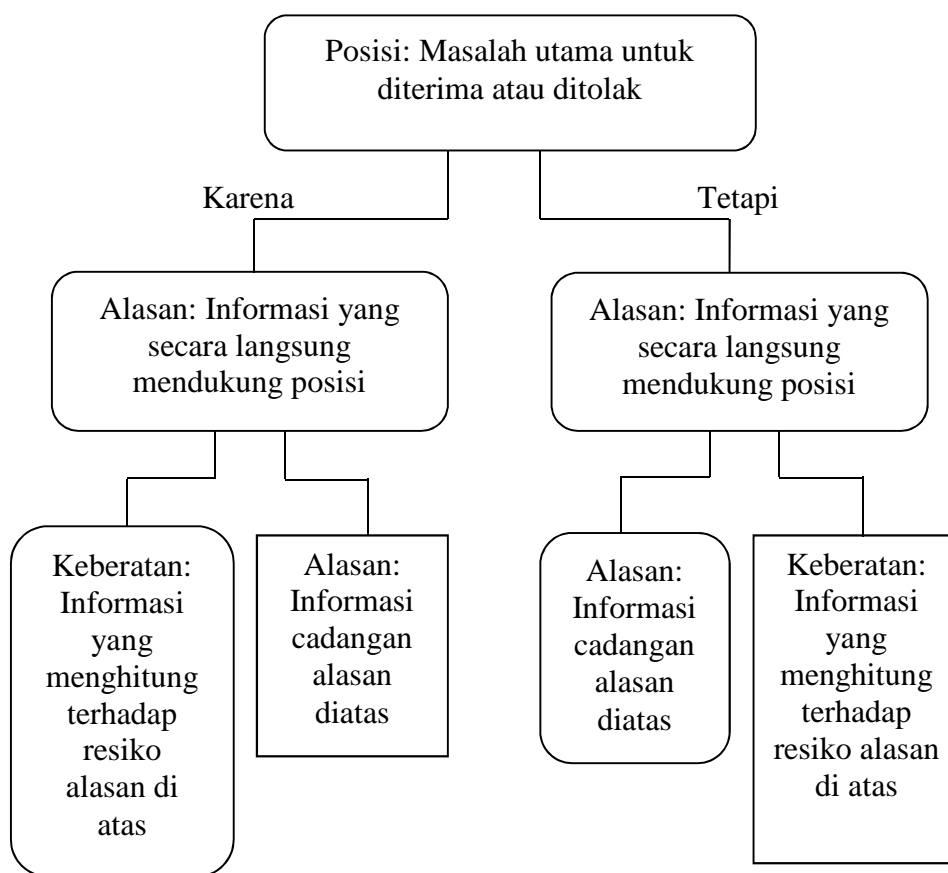 Posisi: Masalah utama untuk
diterima atau ditolak
Karena
Tetapi
Alasan: Informasi yang
secara langsung
mendukung posisi
Alasan: Informasi yang
secara langsung
mendukung posisi
Keberatan:
Informasi
yang
menghitung
terhadap
resiko
alasan di
atas
Alasan:
Informasi
cadangan
alasan
diatas
Alasan:
Informasi
cadangan
alasan
diatas
Keberatan:
Informasi
yang
menghitung
terhadap
resiko alasan
di atas